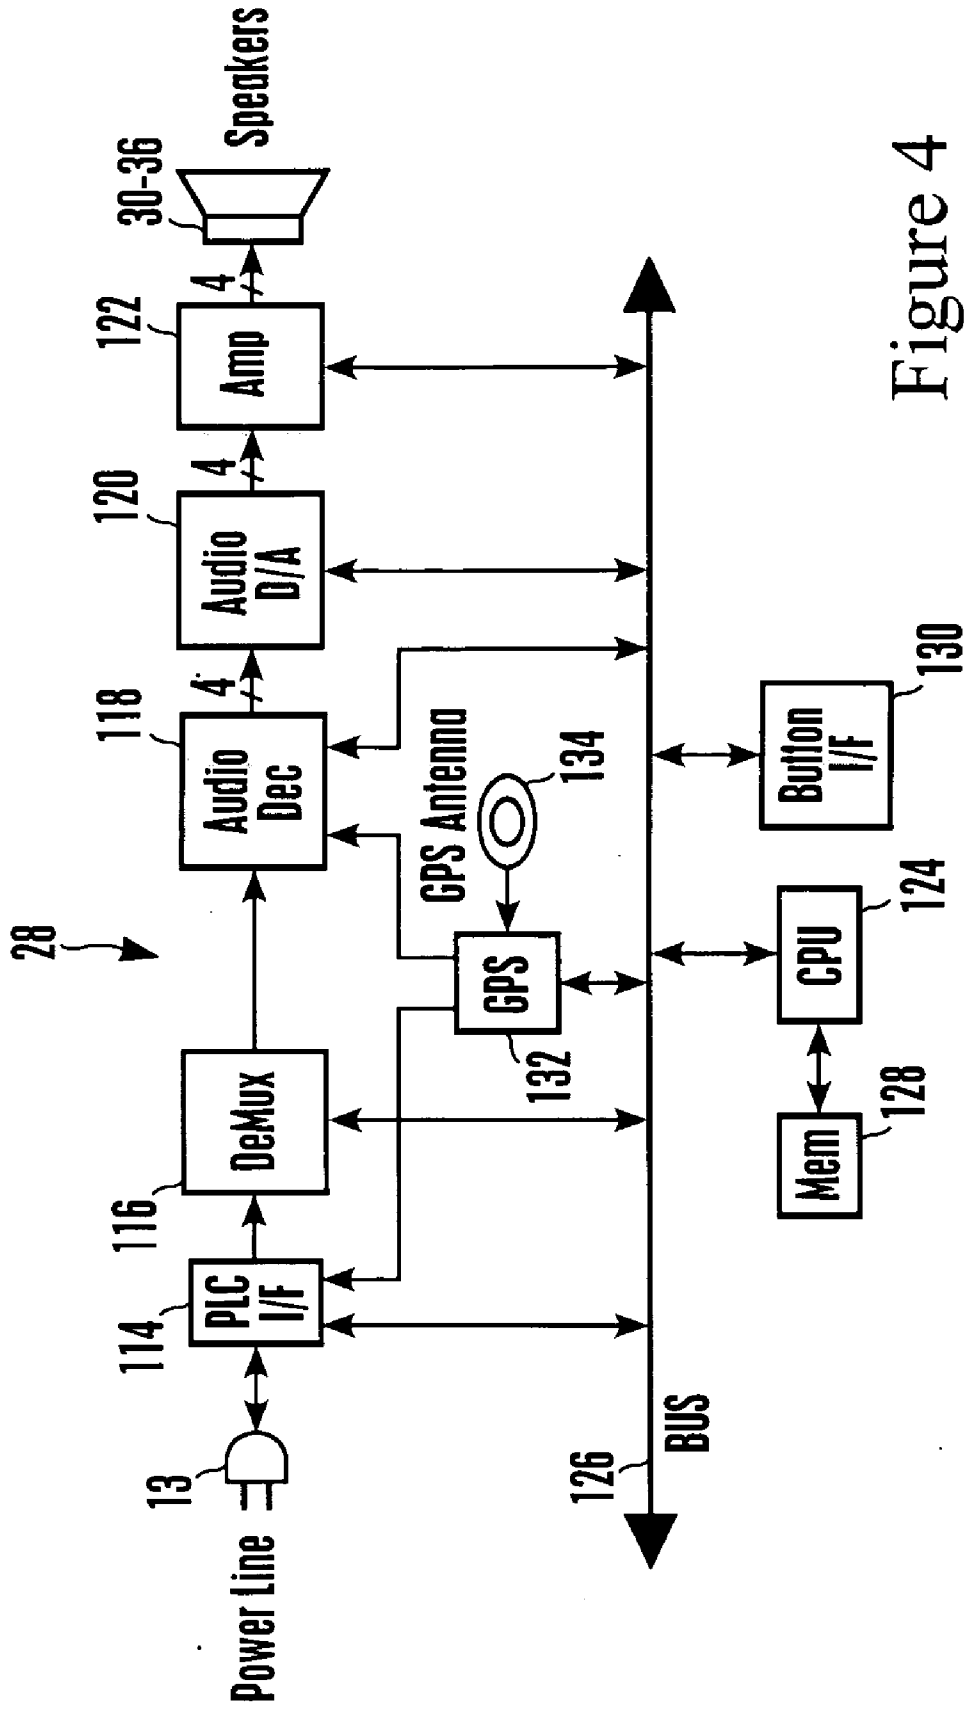 28
Power Line
13
114
PLC
I/F
116
DeMux
118
Audio
Dec
4
120
Audio
D/A
4
122
Amp
4
30-36
Speakers
132
GPS
GPS Antenna
134
126
BUS
Mem
128
CPU
124
Button
I/F
130
Figure 4